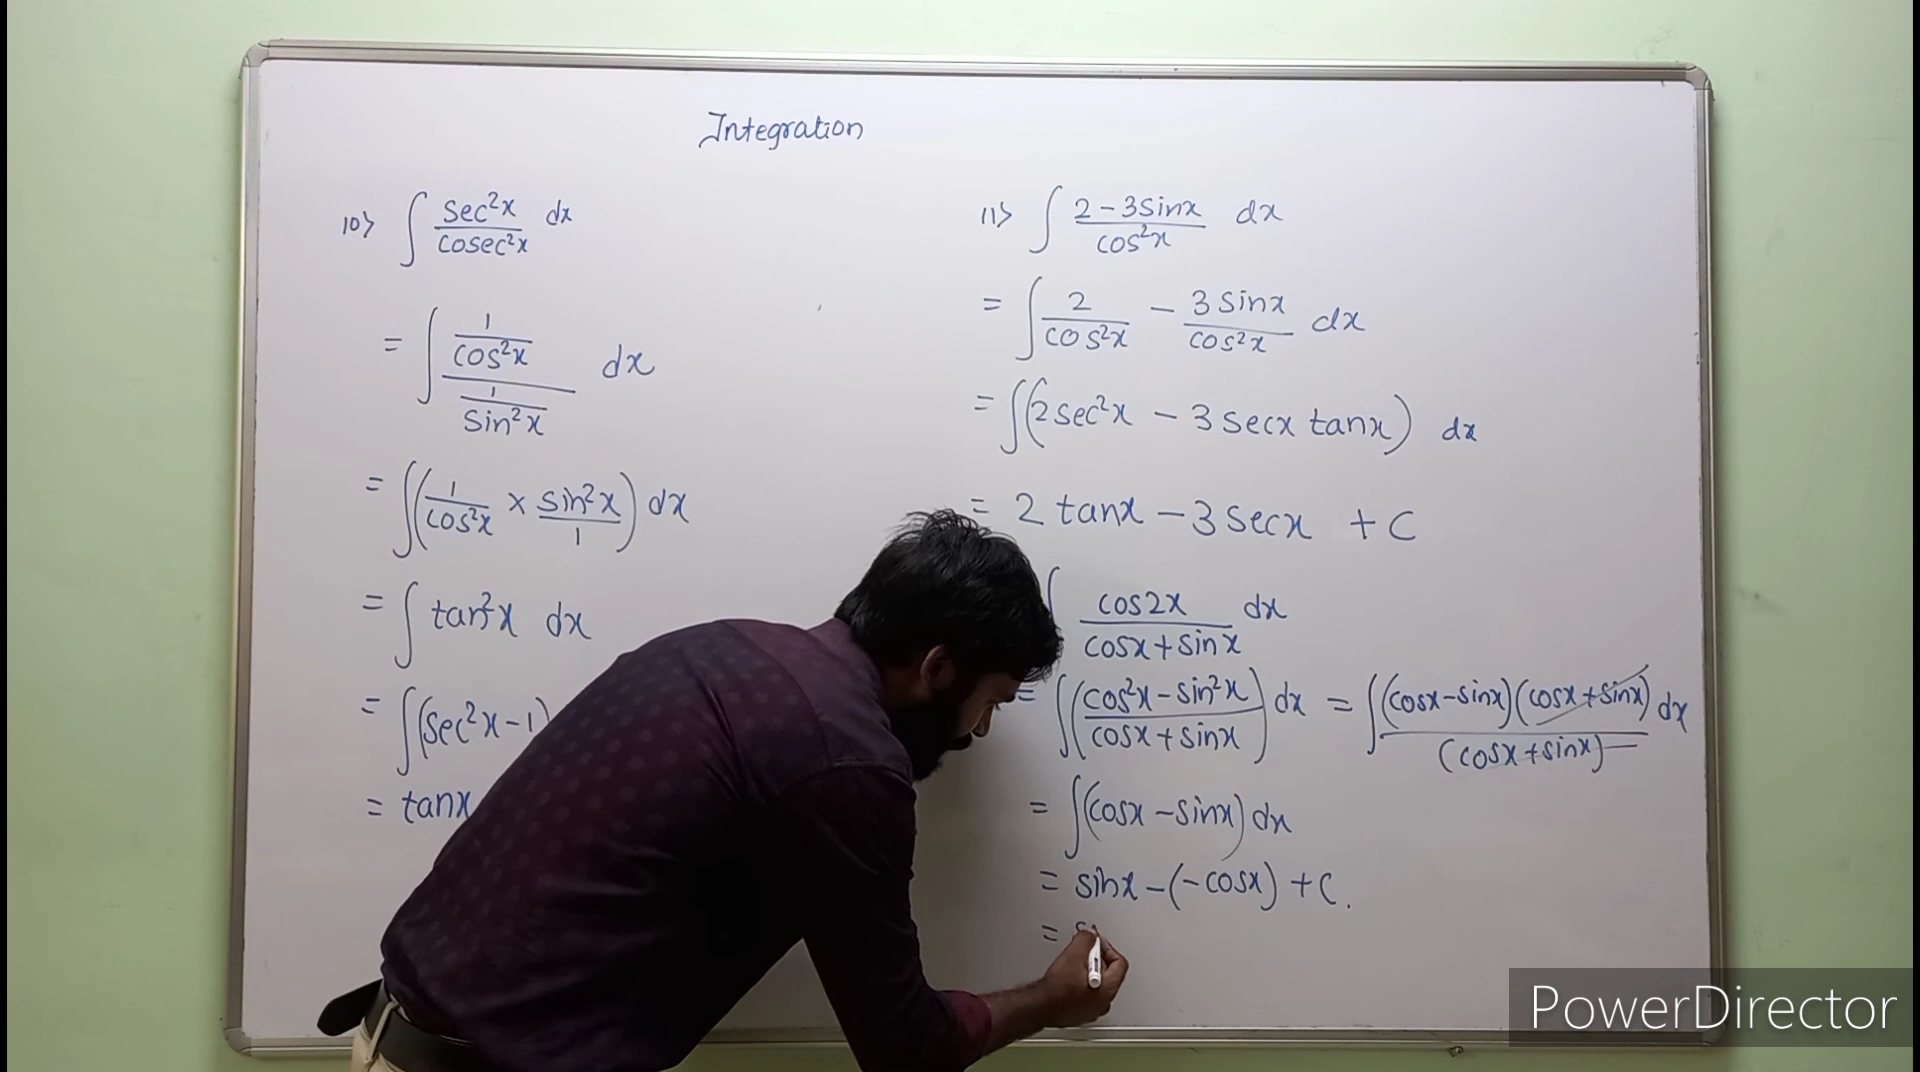 Integration
10> ∫ sec²x / cosec²x dx
= ∫ (1/cos²x) / (1/sin²x) dx
= ∫(1/cos²x × sin²x/1) dx
= ∫ tan²x dx
= ∫(sec²x-1)
= tanx
11> ∫ 2-3sinx / cos²x dx
= ∫ 2/cos²x - 3sinx/cos²x dx
= ∫(2sec²x - 3secx tanx) dx
= 2tanx - 3secx + C
∫ cos2x / cosx+sinx dx
= ∫(cos²x-sin²x / cosx+sinx) dx = ∫ (cosx-sinx)(cosx+sinx) / (cosx+sinx) dx
= ∫(cosx-sinx) dx
= sinx-(-cosx) + C.
=
PowerDirector